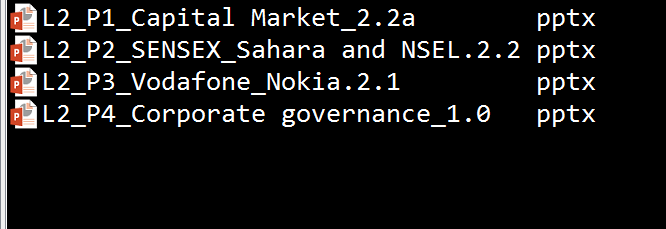 L2_P1_Capital Market_2.2a pptx
L2_P2_SENSEX_Sahara and NSEL.2.2 pptx
L2_P3_Vodafone_Nokia.2.1 pptx
L2_P4_Corporate governance_1.0 pptx